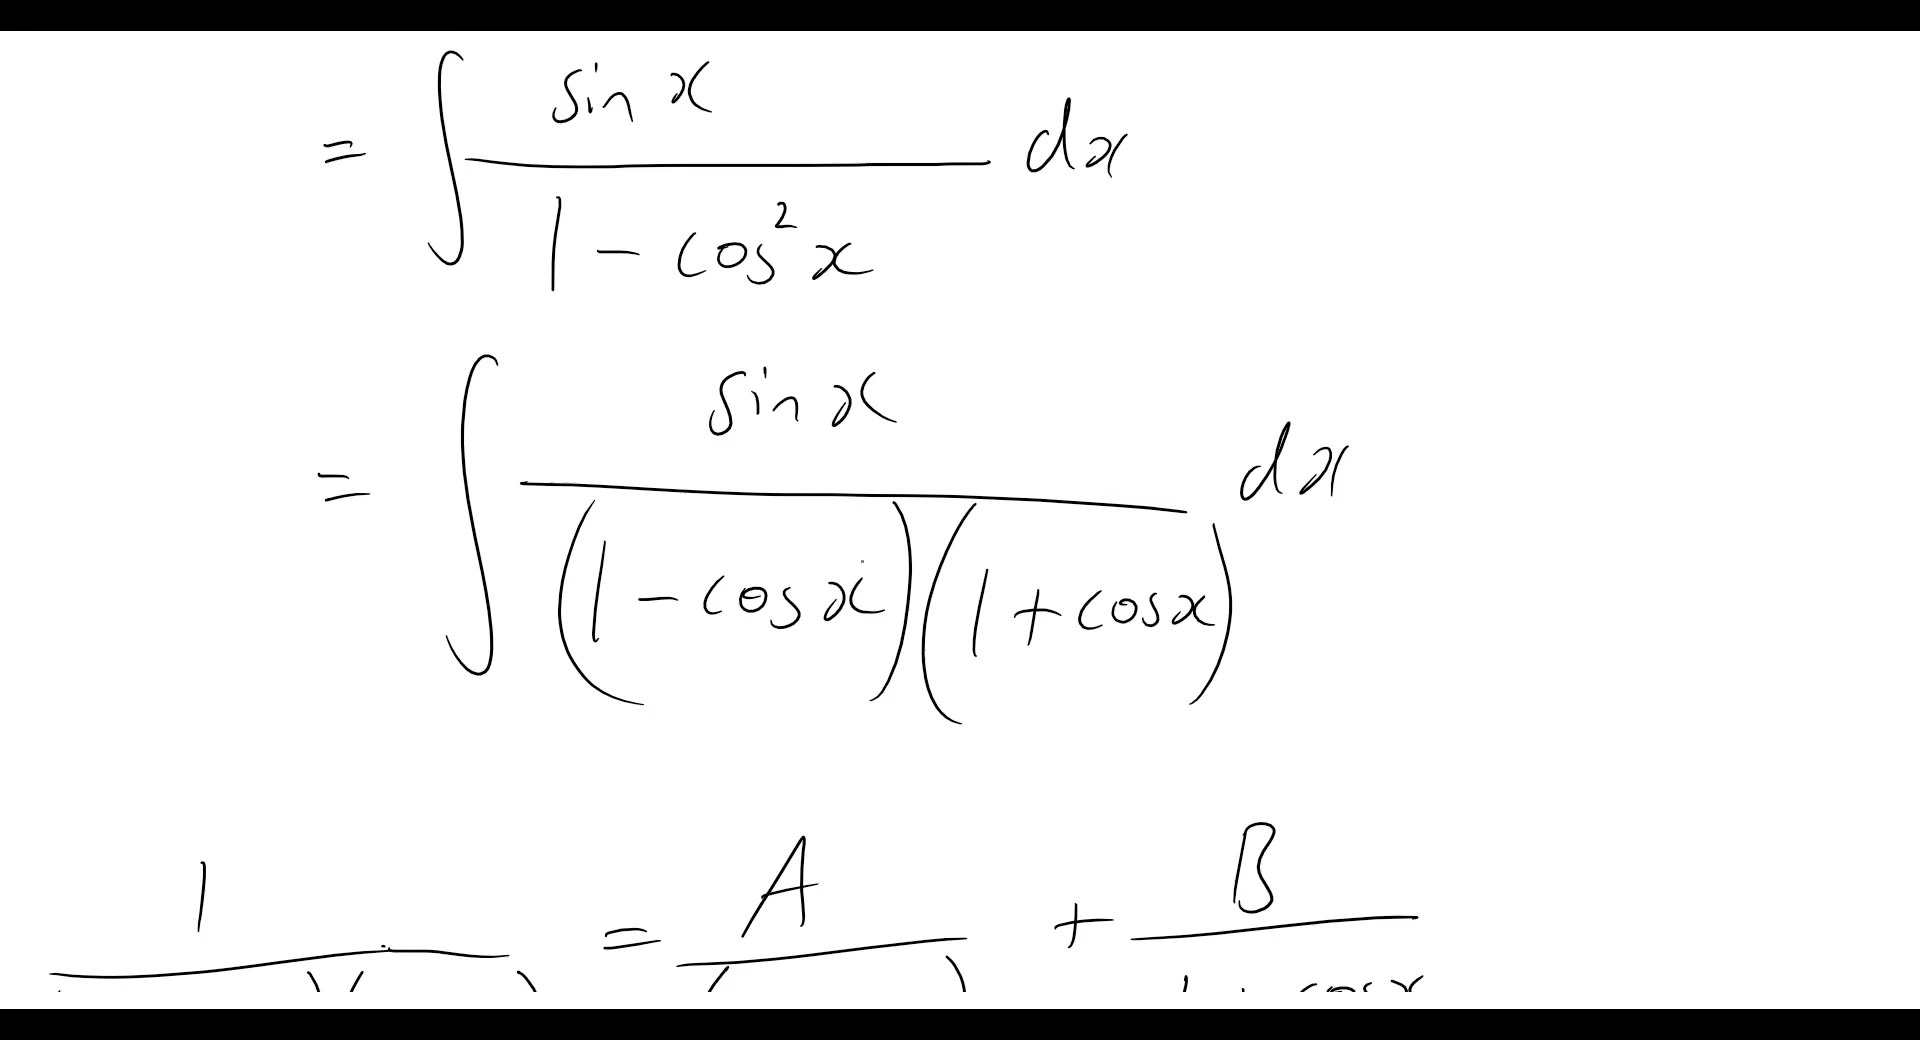 = ∫ sin x / (1 - cos² x) dx
= ∫ sin x / ((1 - cos x)(1 + cos x)) dx
1 / ( )( ) = A / ( ) + B / 1 + cos x